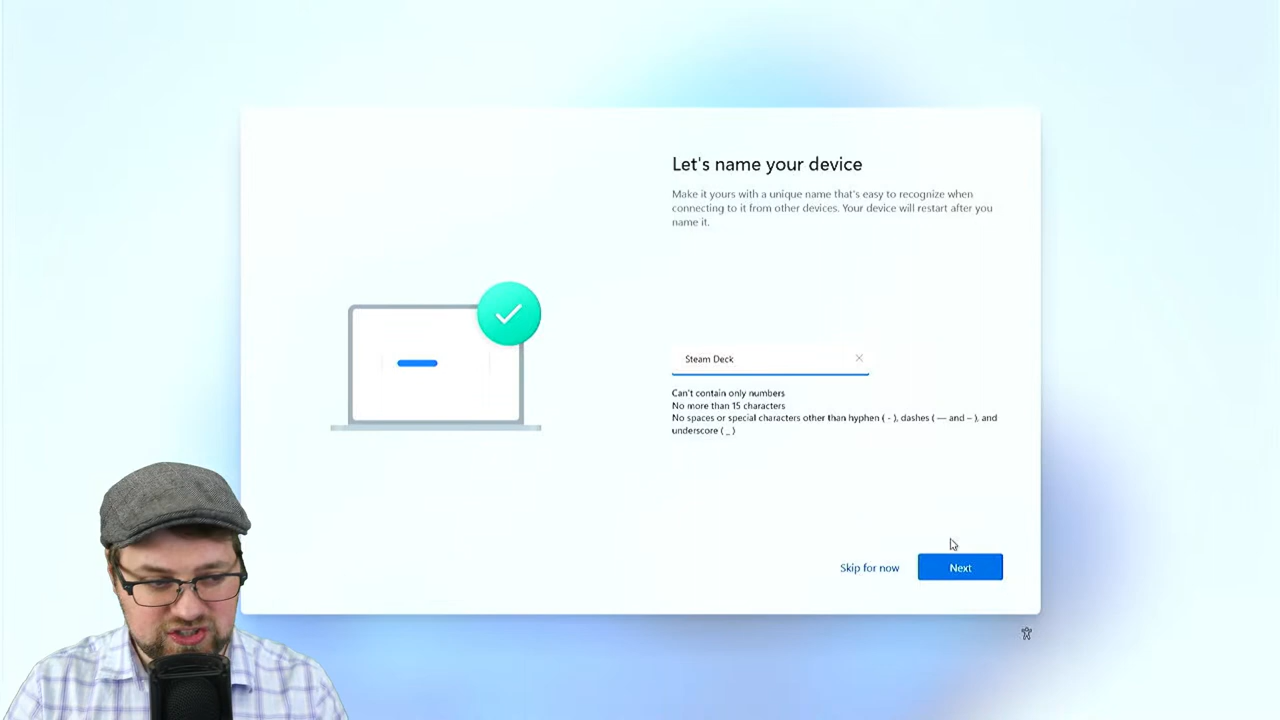 Let's name your device
Make it yours with a unique name that's easy to recognize when
connecting to it from other devices. Your device will restart after you
name it.
Steam Deck
Can't contain only numbers
No more than 15 characters
No spaces or special characters other than hyphen ( - ), dashes ( — and – ), and
underscore ( _ )
Skip for now
Next